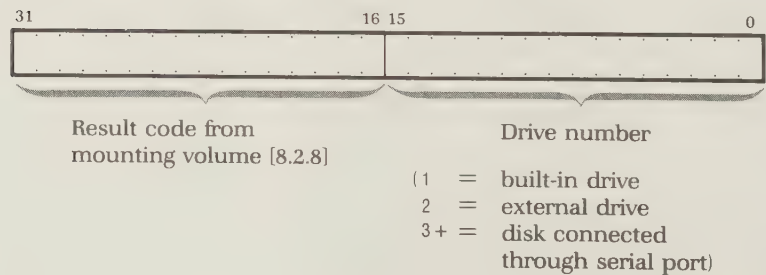 31 16 15 0
Result code from
mounting volume [8.2.8]
Drive number
(1 = built-in drive
2 = external drive
3+ = disk connected
through serial port)